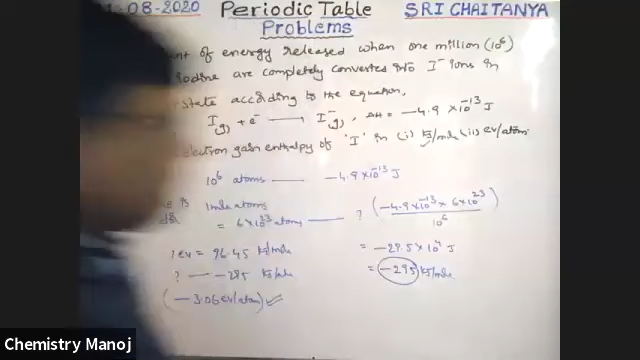 -08-2020 Periodic Table SRI CHAITANYA
Problems
of energy released when one million (10⁶)
Iodine are completely converted into I⁻ ions in
state according to the equation,
I(g) + e⁻ → I⁻(g), ΔH = -4.9 × 10⁻¹³ J
electron gain enthalpy of 'I' in (i) kJ/mole (ii) ev/atom.
10⁶ atoms — -4.9×10⁻¹³ J
1 mole atoms
= 6×10²³ atoms — ? (-4.9×10⁻¹³ × 6×10²³ / 10⁶)
1 ev = 96.45 kJ/mole = -29.5×10⁴ J
? — -295 kJ/mole = -295 kJ/mole
(-3.06 ev/atom)
Chemistry Manoj